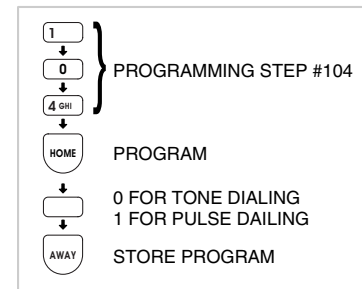 1
0 PROGRAMMING STEP #104
4 GHI
HOME PROGRAM
0 FOR TONE DIALING
1 FOR PULSE DAILING
AWAY STORE PROGRAM